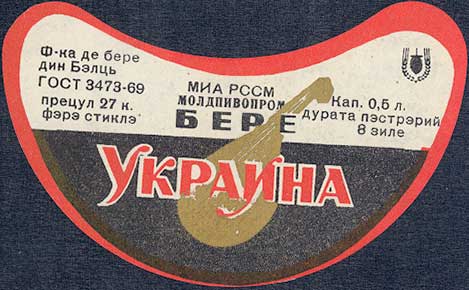 Ф-ка де бере
дин Бэлць
ГОСТ 3473-69
прецул 27 к.
фэрэ стиклэ
МИА РССМ
МОЛДПИВОПРОМ
БЕРЕ
Кап. 0,5 л.
дурата пэстрэрий
8 зиле
УКРАИНА